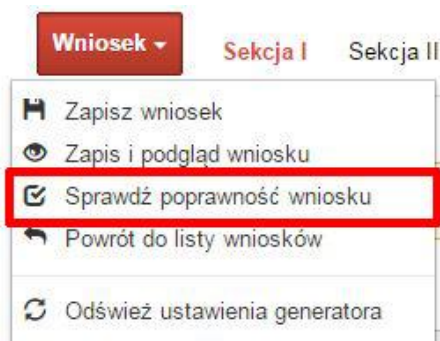 Wniosek Sekcja I Sekcja II
Zapisz wniosek
Zapis i podgląd wniosku
Sprawdź poprawność wniosku
Powrót do listy wniosków
Odśwież ustawienia generatora